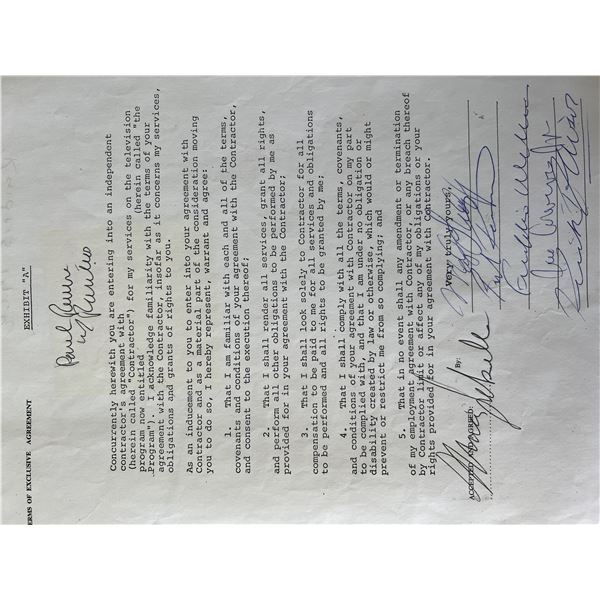 TERMS OF EXCLUSIVE AGREEMENT
EXHIBIT "A"
Concurrently herewith you are entering into an independent
contractor's agreement with
(herein called "Contractor") for my services on the television
program now entitled (herein called "the
Program"). I acknowledge familiarity with the terms of your
agreement with the Contractor, insofar as it concerns my services,
obligations and grants of rights to you.
As an inducement to you to enter into your agreement with
Contractor and as a material part of the consideration moving
you to do so, I hereby represent, warrant and agree:
1. That I am familiar with each and all of the terms,
covenants and conditions of your agreement with the Contractor,
and consent to the execution thereof;
2. That I shall render all services, grant all rights,
and perform all other obligations to be performed by me as
provided for in your agreement with the Contractor;
3. That I shall look solely to Contractor for all
compensation to be paid to me for all services and obligations
to be performed and all rights to be granted by me;
4. That I shall comply with all the terms, covenants,
and conditions of your agreement with Contractor on my part
to be complied with, and that I am under no obligation or
disability created by law or otherwise, which would or might
prevent or restrict me from so complying; and
5. That in no event shall any amendment or termination
of my employment agreement with Contractor, or any breach thereof
by Contractor limit or affect any of my obligations or your
rights provided for in your agreement with Contractor.
Very truly yours,
ACCEPTED AND AGREED:
By: